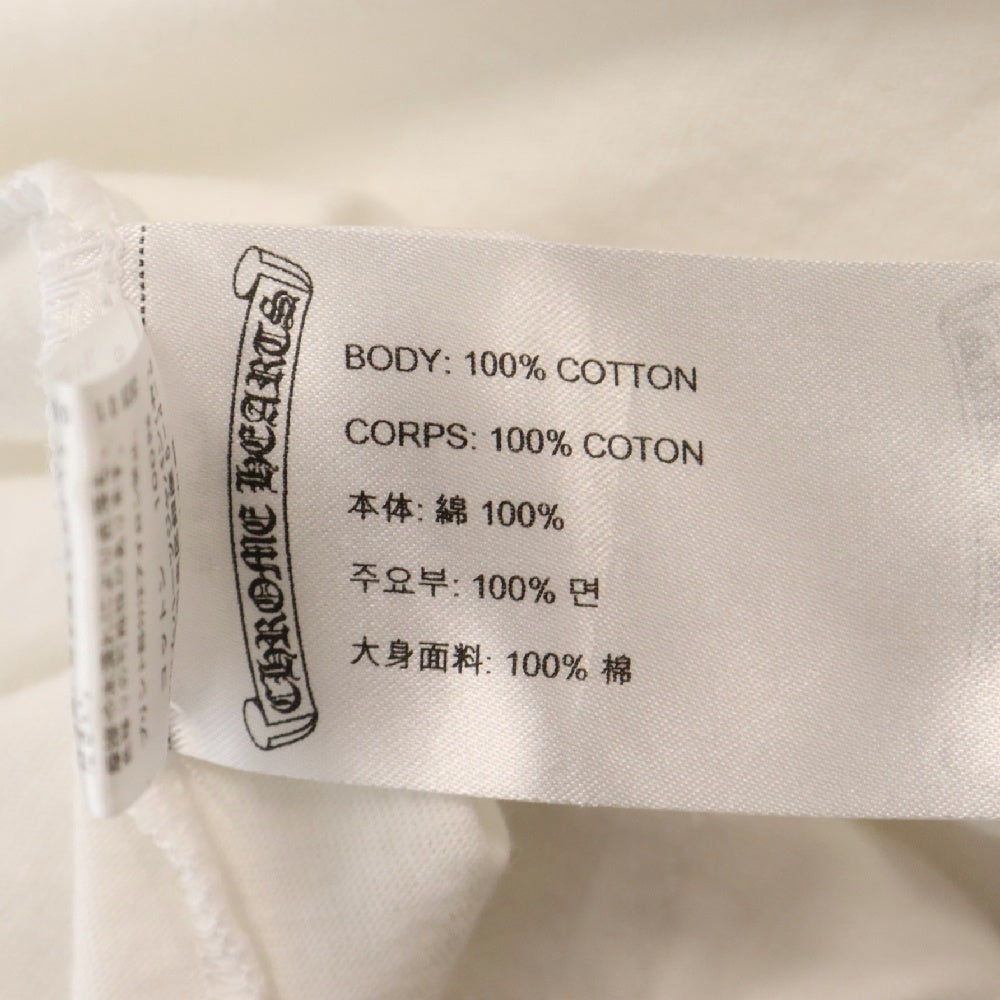 CHROME HEARTS
BODY: 100% COTTON
CORPS: 100% COTON
本体: 綿 100%
주요부: 100% 면
大身面料: 100% 棉